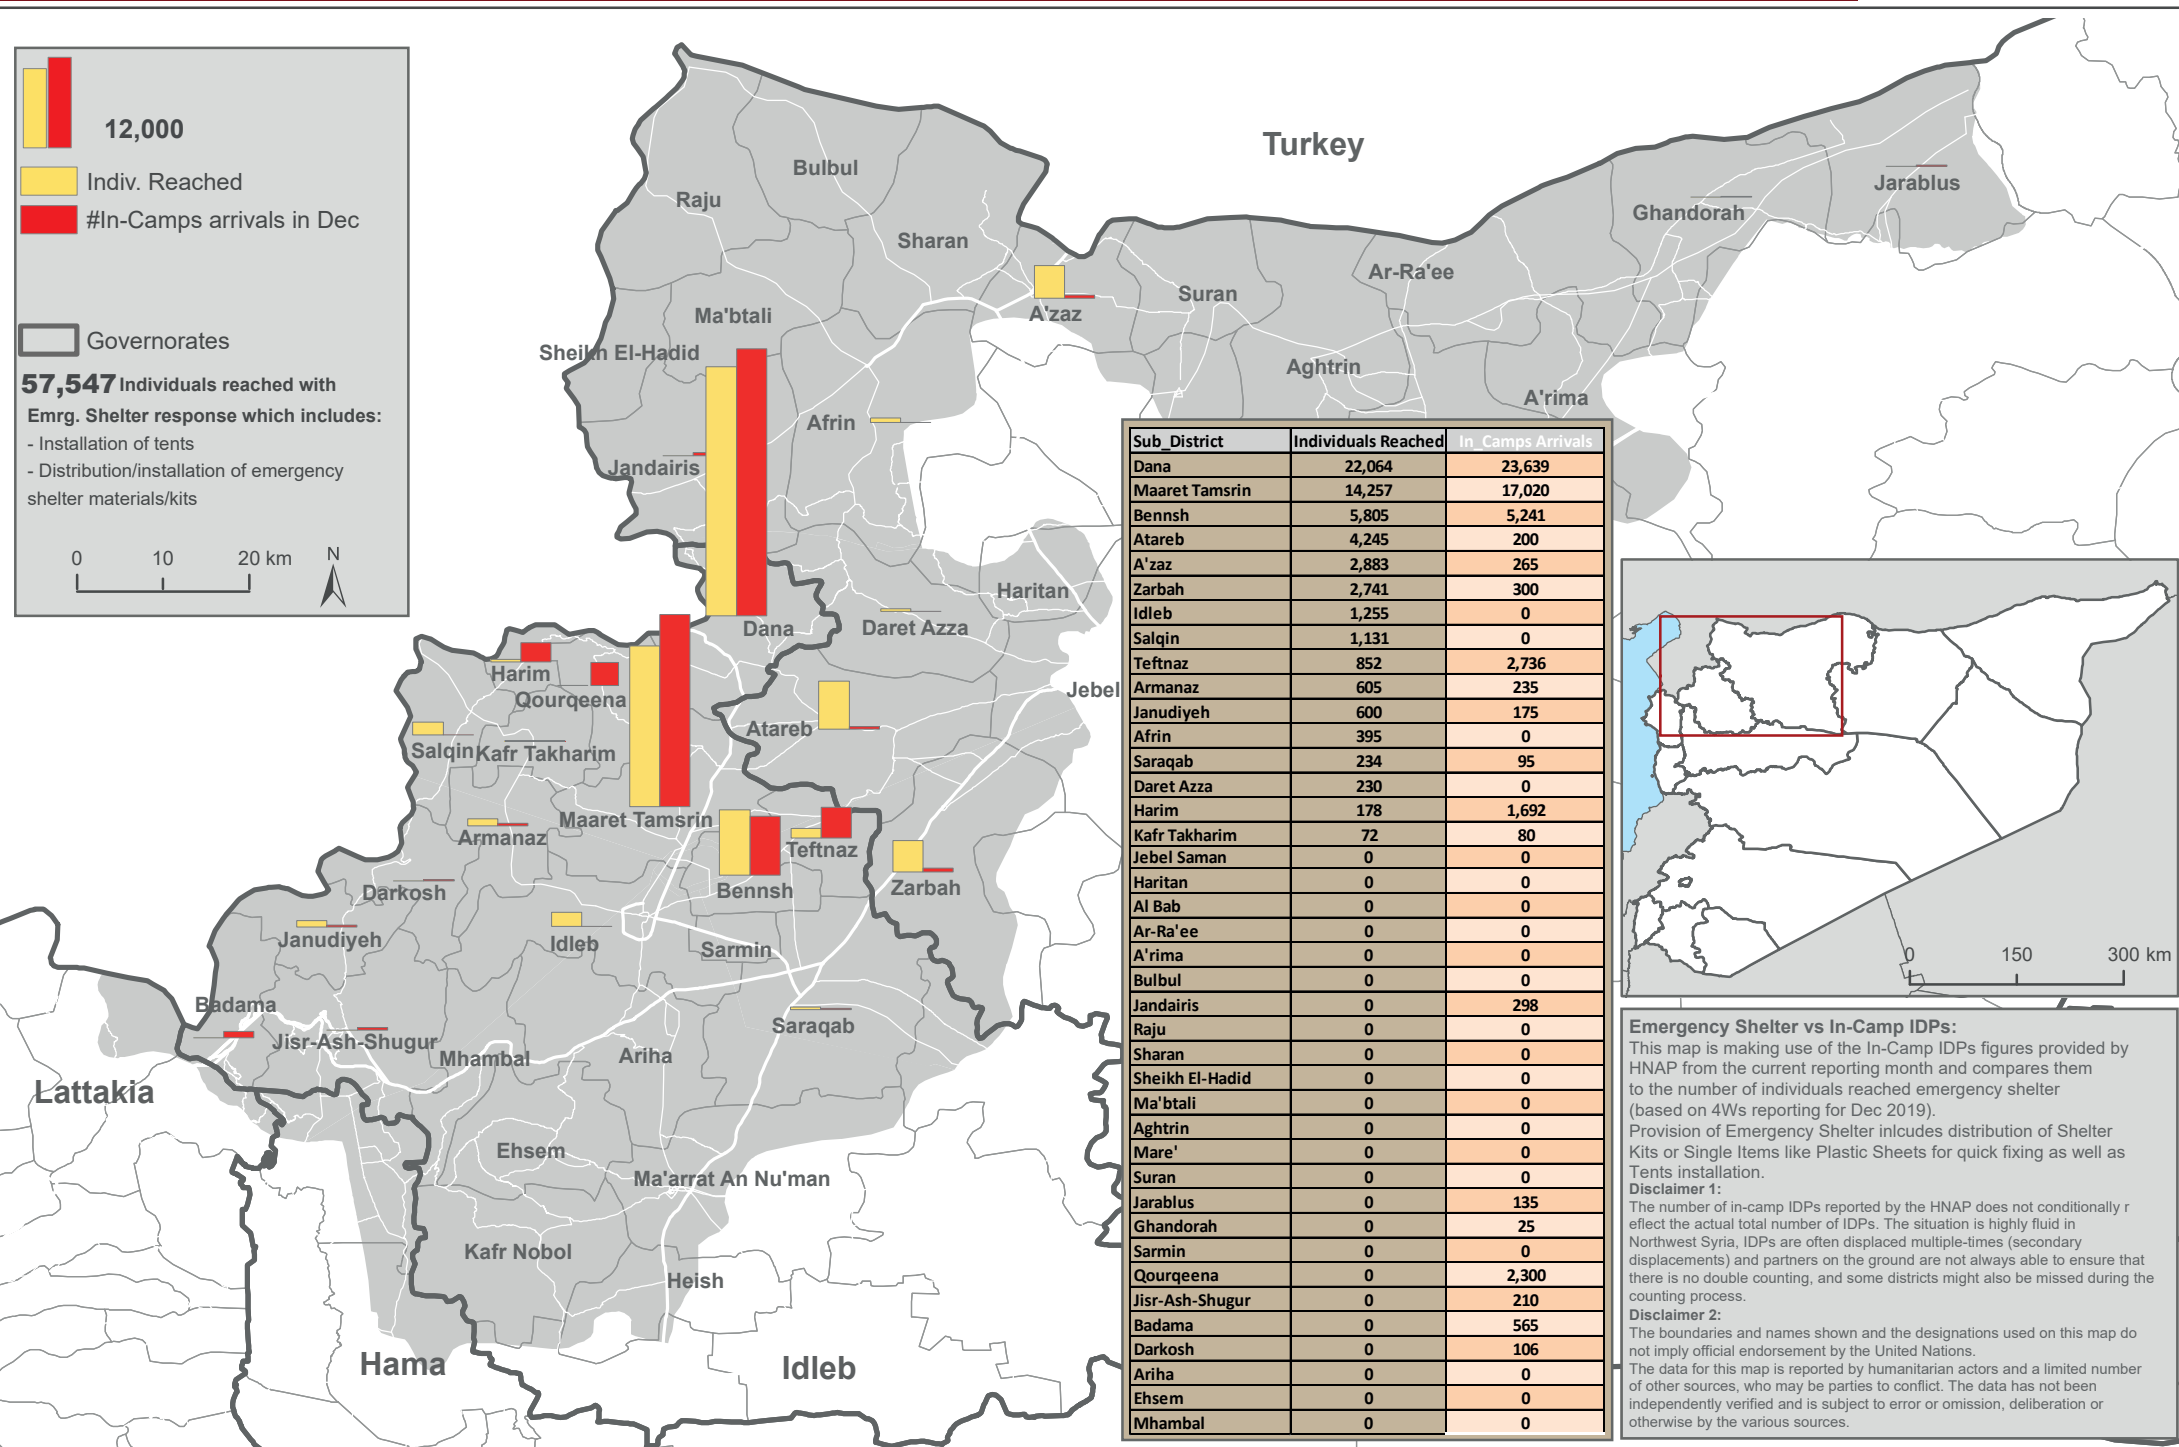 12,000
Indiv. Reached
#In-Camps arrivals in Dec
Governorates
57,547 Individuals reached with
Emrg. Shelter response which includes:
- Installation of tents
- Distribution/installation of emergency
shelter materials/kits
0 10 20 km
N
Turkey
Bulbul
Raju
Sharan
Jarablus
Ghandorah
Ar-Ra'ee
Suran
A'zaz
Ma'btali
Sheikh El-Hadid
Aghtrin
A'rima
Afrin
Jandairis
Haritan
Dana
Daret Azza
Harim
Qourqeena
Jebel
Atareb
Salqin
Kafr Takharim
Maaret Tamsrin
Armanaz
Teftnaz
Bennsh
Zarbah
Darkosh
Janudiyeh
Idleb
Sarmin
Badama
Saraqab
Jisr-Ash-Shugur
Mhambal
Ariha
Lattakia
Ehsem
Ma'arrat An Nu'man
Kafr Nobol
Heish
Hama
Idleb
Sub_District Individuals Reached In_Camps Arrivals
Dana 22,064 23,639
Maaret Tamsrin 14,257 17,020
Bennsh 5,805 5,241
Atareb 4,245 200
A'zaz 2,883 265
Zarbah 2,741 300
Idleb 1,255 0
Salqin 1,131 0
Teftnaz 852 2,736
Armanaz 605 235
Janudiyeh 600 175
Afrin 395 0
Saraqab 234 95
Daret Azza 230 0
Harim 178 1,692
Kafr Takharim 72 80
Jebel Saman 0 0
Haritan 0 0
Al Bab 0 0
Ar-Ra'ee 0 0
A'rima 0 0
Bulbul 0 0
Jandairis 0 298
Raju 0 0
Sharan 0 0
Sheikh El-Hadid 0 0
Ma'btali 0 0
Aghtrin 0 0
Mare' 0 0
Suran 0 0
Jarablus 0 135
Ghandorah 0 25
Sarmin 0 0
Qourqeena 0 2,300
Jisr-Ash-Shugur 0 210
Badama 0 565
Darkosh 0 106
Ariha 0 0
Ehsem 0 0
Mhambal 0 0
0 150 300 km
Emergency Shelter vs In-Camp IDPs:
This map is making use of the In-Camp IDPs figures provided by
HNAP from the current reporting month and compares them
to the number of individuals reached emergency shelter
(based on 4Ws reporting for Dec 2019).
Provision of Emergency Shelter inlcudes distribution of Shelter
Kits or Single Items like Plastic Sheets for quick fixing as well as
Tents installation.
Disclaimer 1:
The number of in-camp IDPs reported by the HNAP does not conditionally r
eflect the actual total number of IDPs. The situation is highly fluid in
Northwest Syria, IDPs are often displaced multiple-times (secondary
displacements) and partners on the ground are not always able to ensure that
there is no double counting, and some districts might also be missed during the
counting process.
Disclaimer 2:
The boundaries and names shown and the designations used on this map do
not imply official endorsement by the United Nations.
The data for this map is reported by humanitarian actors and a limited number
of other sources, who may be parties to conflict. The data has not been
independently verified and is subject to error or omission, deliberation or
otherwise by the various sources.